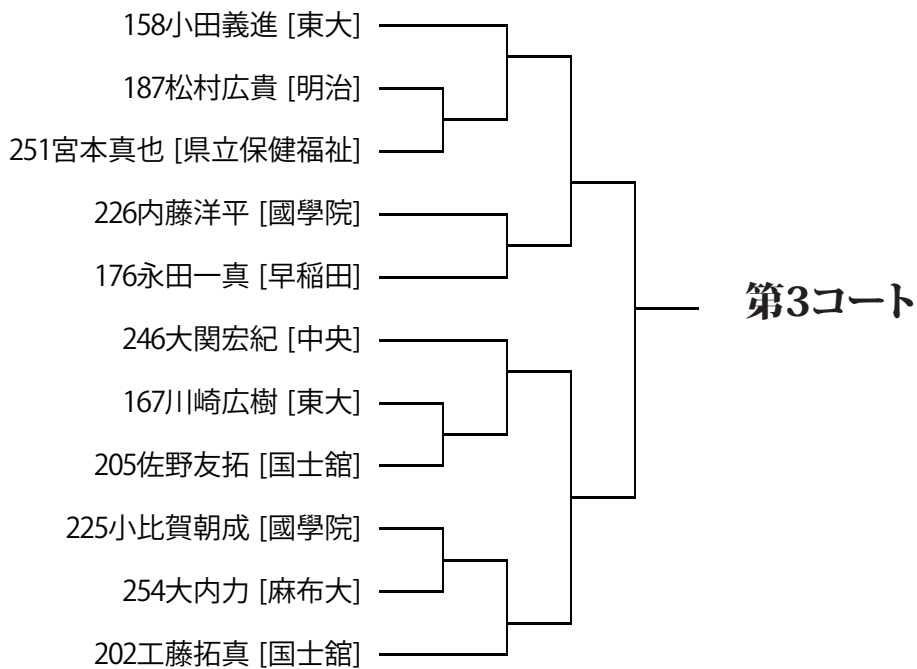 158小田義進 [東大]
187松村広貴 [明治]
251宮本真也 [県立保健福祉]
226内藤洋平 [國學院]
176永田一真 [早稲田]
246大関宏紀 [中央]
第3コート
167川崎広樹 [東大]
205佐野友拓 [国士舘]
225小比賀朝成 [國學院]
254大内力 [麻布大]
202工藤拓真 [国士舘]